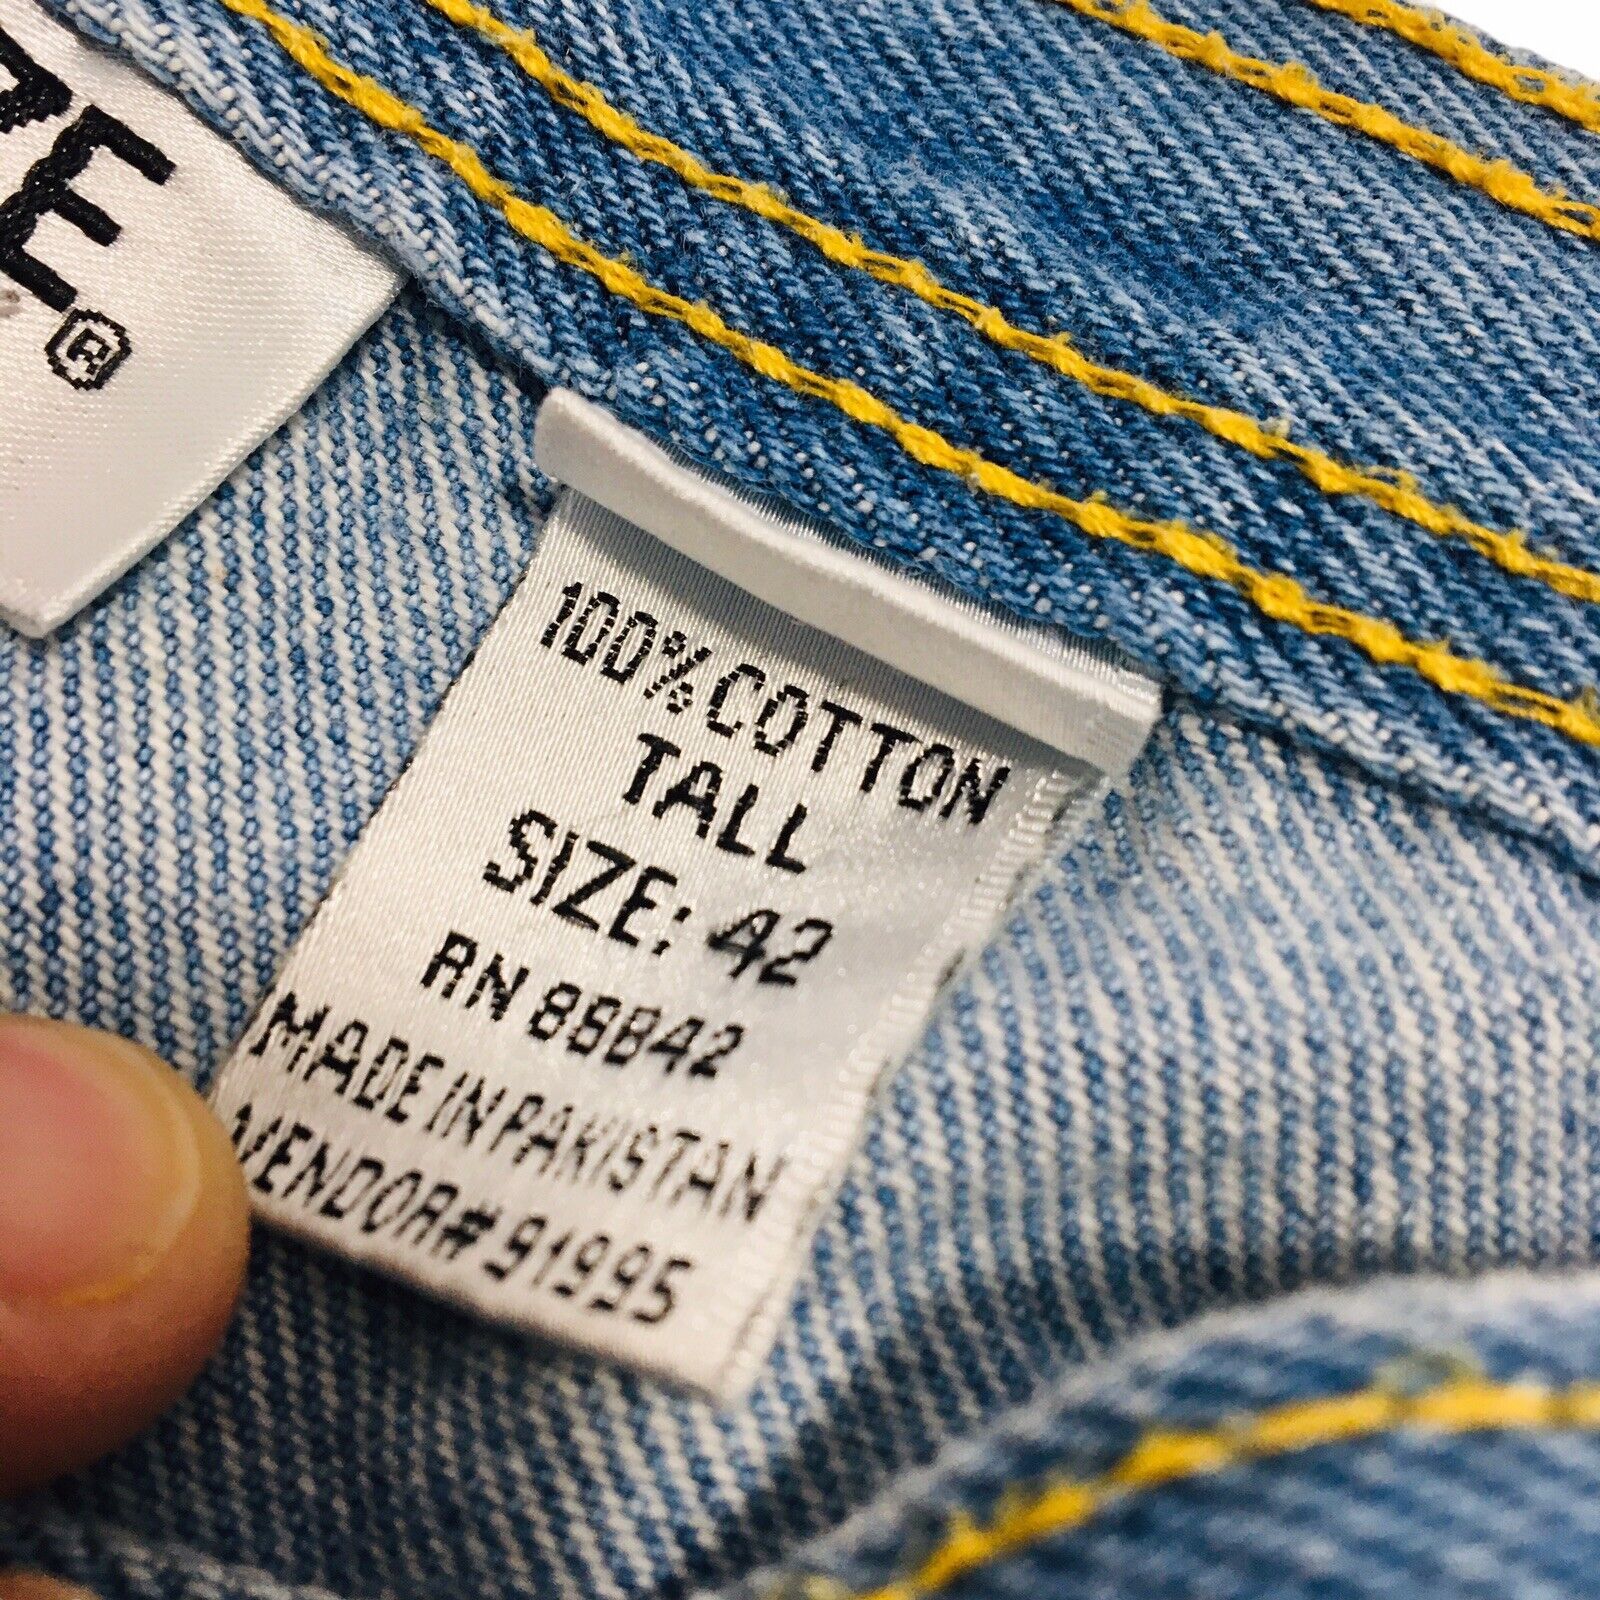 ®
100% COTTON
TALL
SIZE: 42
RN 88842
MADE IN PAKISTAN
VENDOR# 91995